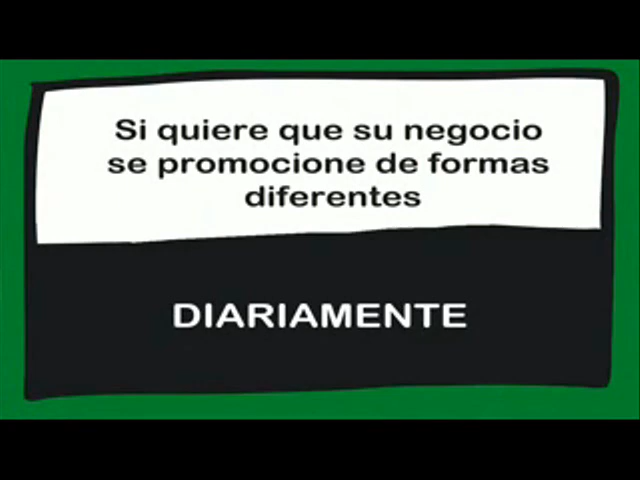 Si quiere que su negocio
se promocione de formas
diferentes
DIARIAMENTE